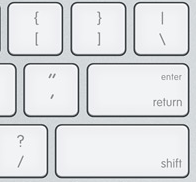 { } |
[ ] \
" enter
' return
?
/ shift